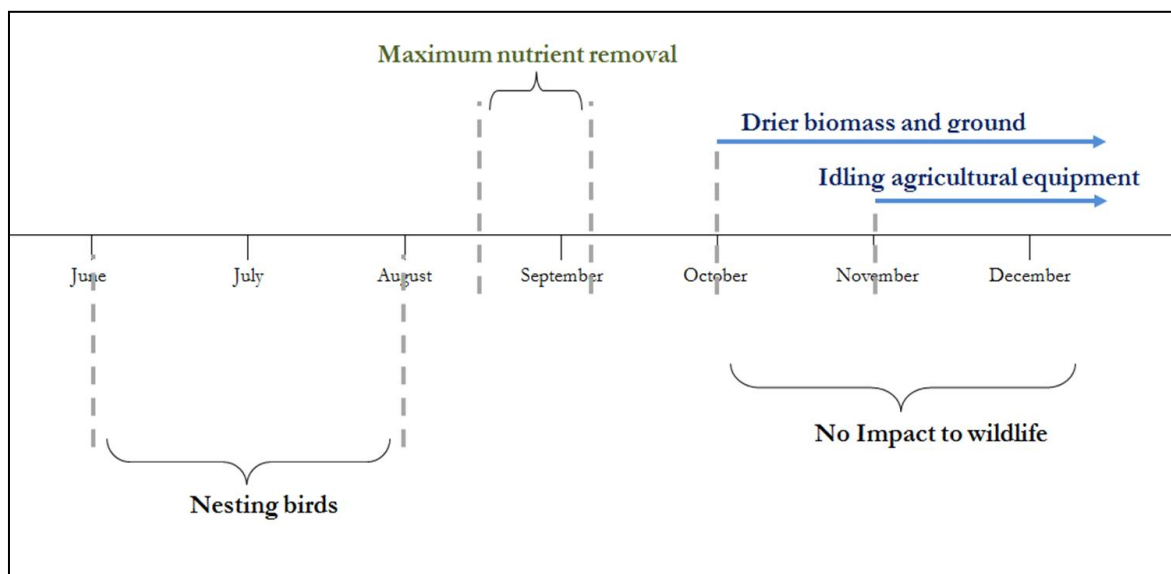 Maximum nutrient removal
Drier biomass and ground
Idling agricultural equipment
June July August September October November December
No Impact to wildlife
Nesting birds